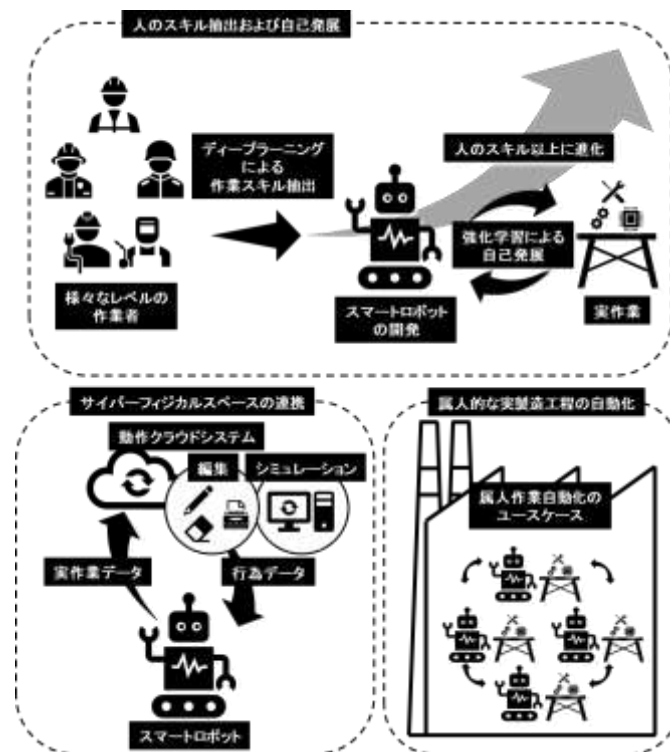 人のスキル抽出および自己発展
ディープラーニング
による
作業スキル抽出
人のスキル以上に進化
強化学習による
自己発展
様々なレベルの
作業者
スマートロボット
の開発
実作業
サイバーフィジカルスペースの連携
動作クラウドシステム
編集
シミュレーション
実作業データ
行為データ
スマートロボット
属人的な実製造工程の自動化
属人作業自動化の
ユースケース